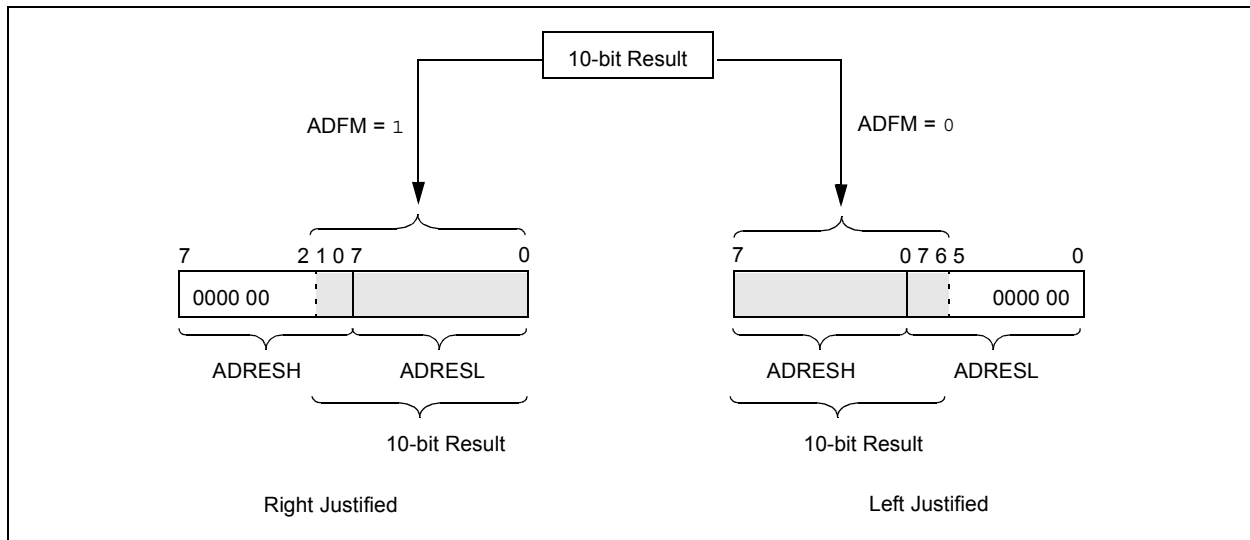 10-bit Result
ADFM = 1
ADFM = 0
7 2 1 0 7 0
7 0 7 6 5 0
0000 00
0000 00
ADRESH ADRESL
ADRESH ADRESL
10-bit Result
10-bit Result
Right Justified
Left Justified